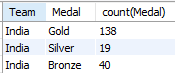 Team Medal count(Medal)
India Gold 138
India Silver 19
India Bronze 40